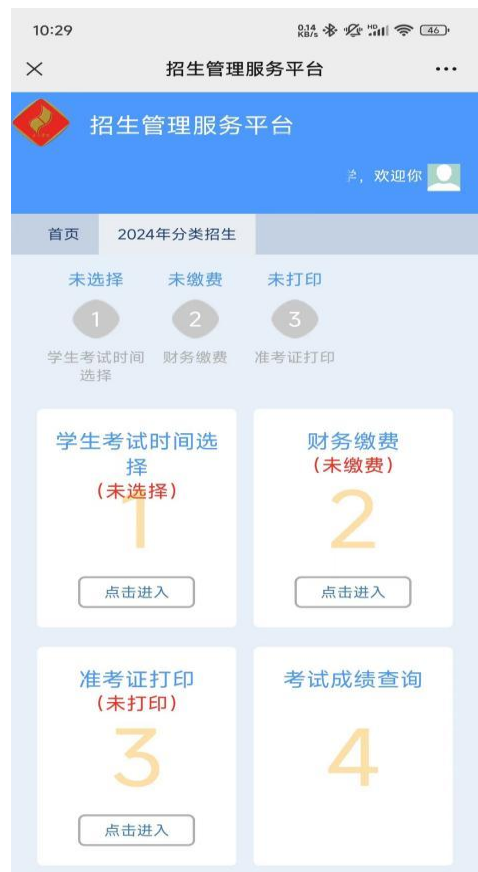 10:29
0.14
KB/s
HD
46
招生管理服务平台
招生管理服务平台
，欢迎你
首页 2024年分类招生
未选择 未缴费 未打印
1 2 3
学生考试时间 财务缴费 准考证打印
选择
学生考试时间选
择
（未选择）
1
点击进入
财务缴费
（未缴费）
2
点击进入
准考证打印
（未打印）
3
点击进入
考试成绩查询
4